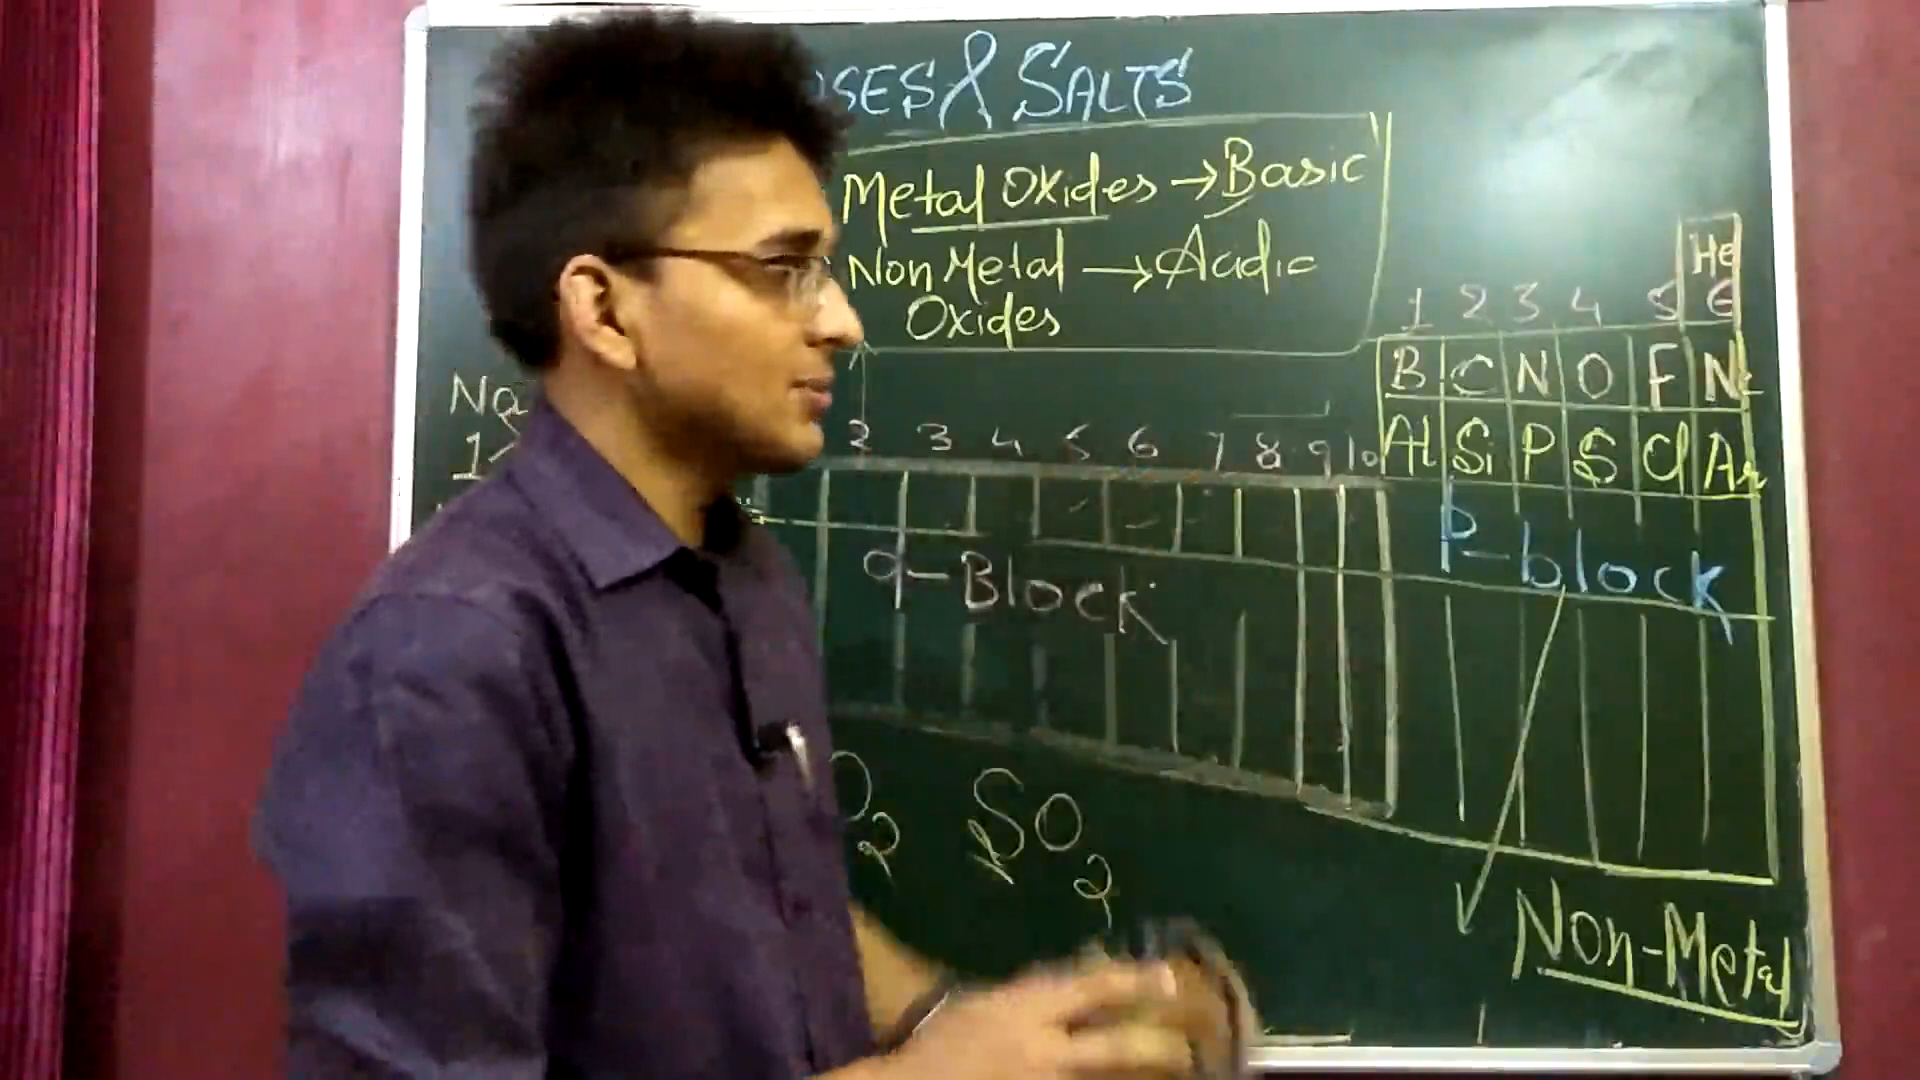 SES & SALTS
Metal Oxides → Basic
Non Metal → Acidic
Oxides
He
1 2 3 4 5 6
B C N O F Ne
Na
1
2 3 4 5 6 7 8 9 10
Al Si P S Cl Ar
d-Block
P-block
O2 SO2
Non-Metal